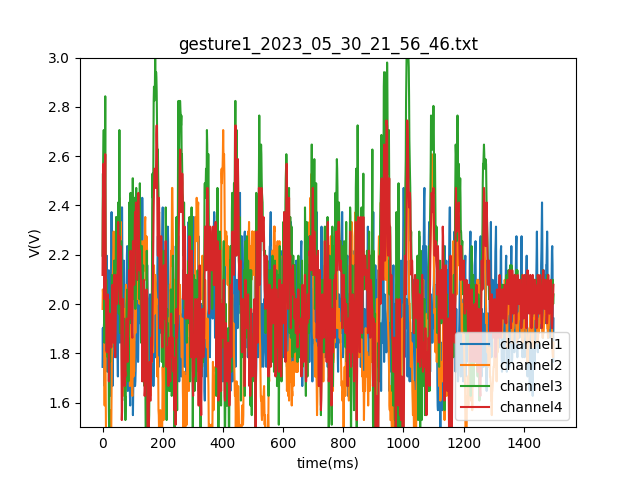 gesture1_2023_05_30_21_56_46.txt
V(V)
3.0
2.8
2.6
2.4
2.2
2.0
1.8
1.6
channel1
channel2
channel3
channel4
0 200 400 600 800 1000 1200 1400
time(ms)